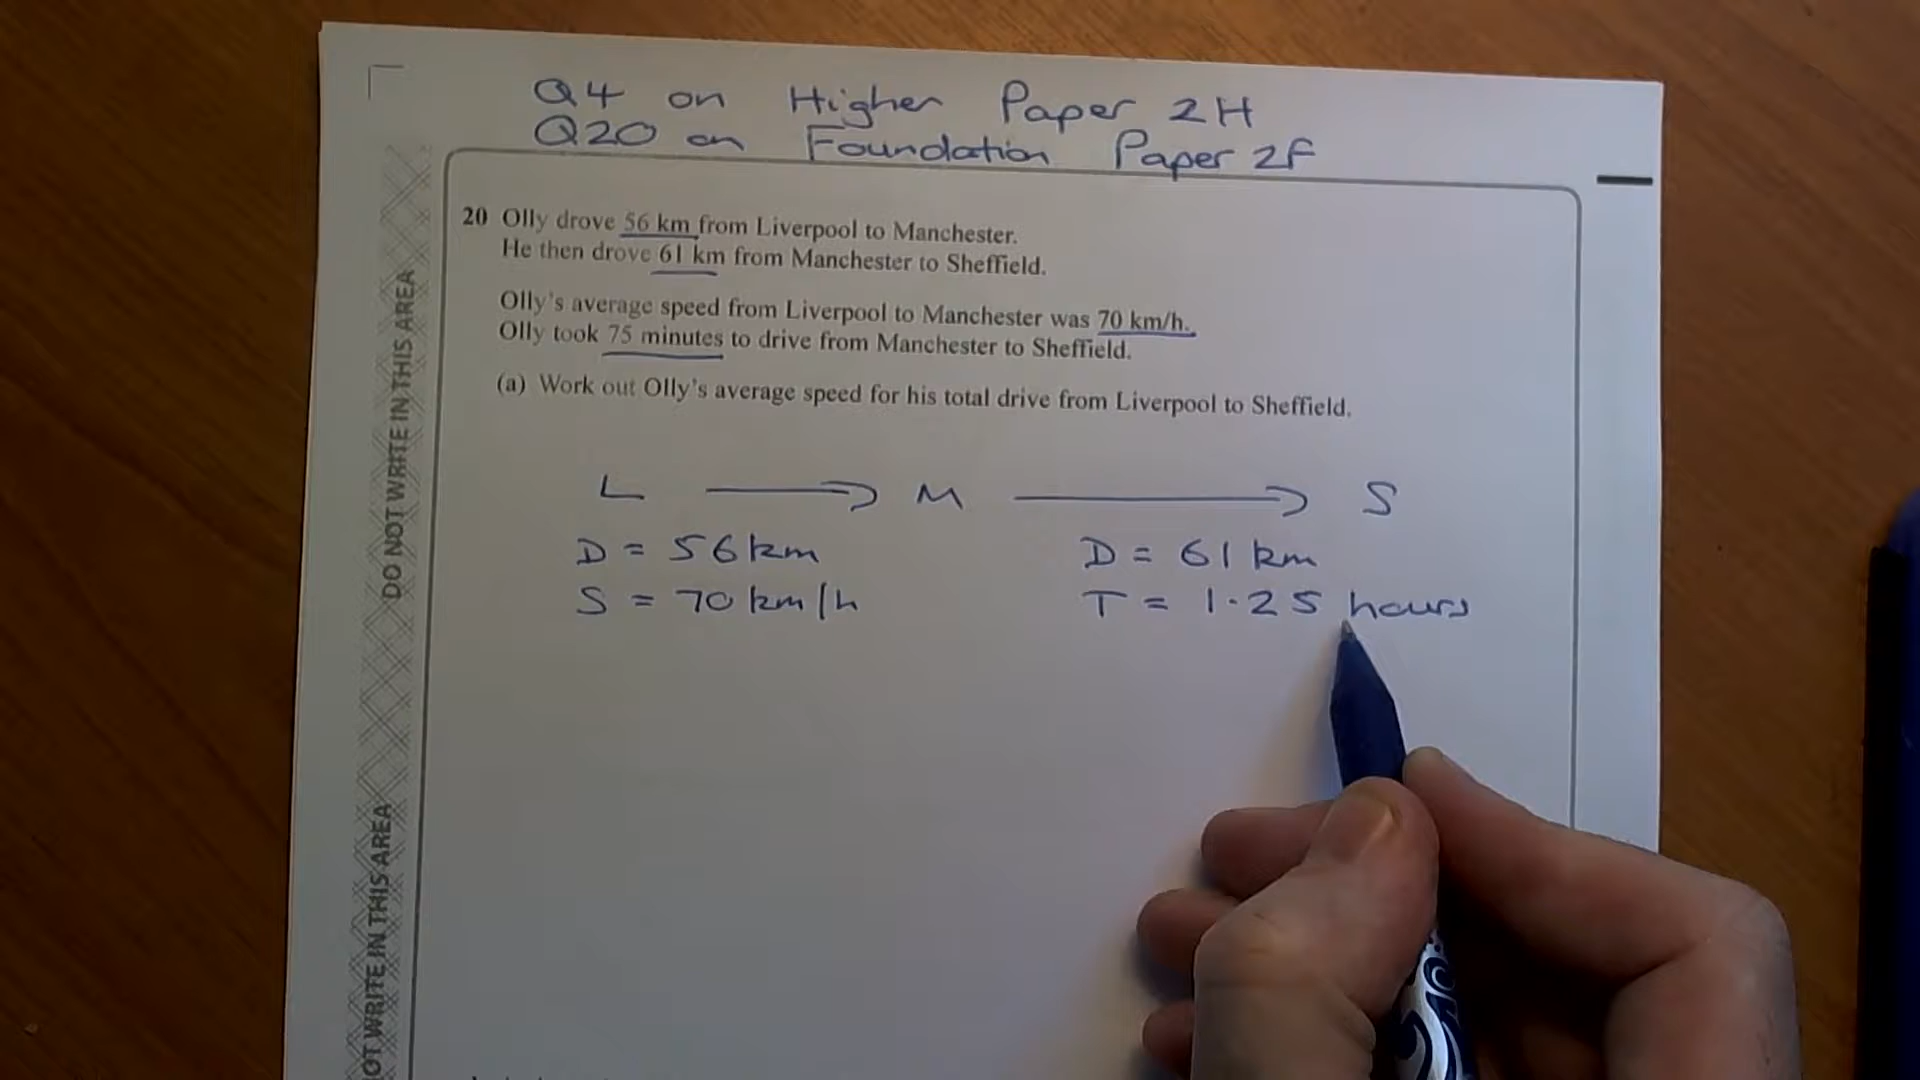 Q4 on Higher Paper 2H
Q20 on Foundation Paper 2F
20 Olly drove 56 km from Liverpool to Manchester.
He then drove 61 km from Manchester to Sheffield.
Olly's average speed from Liverpool to Manchester was 70 km/h.
Olly took 75 minutes to drive from Manchester to Sheffield.
(a) Work out Olly's average speed for his total drive from Liverpool to Sheffield.
L M S
D = 56 km D = 61 km
S = 70 km/h T = 1.25 hours
DO NOT WRITE IN THIS AREA
NOT WRITE IN THIS AREA